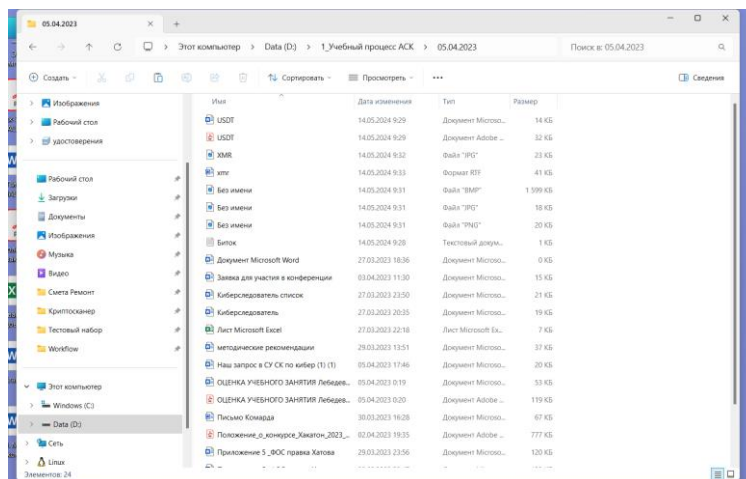 05.04.2023
Этот компьютер > Data (D:) > 1_Учебный процесс АСК > 05.04.2023
Поиск в: 05.04.2023
Создать
Сортировать
Просмотреть
Сведения
Имя Дата изменения Тип Размер
USDT 14.05.2024 9:29 Документ Microso... 14 КБ
USDT 14.05.2024 9:29 Документ Adobe ... 32 КБ
XMR 14.05.2024 9:32 Файл "JPG" 23 КБ
xmr 14.05.2024 9:33 Формат RTF 41 КБ
Без имени 14.05.2024 9:31 Файл "BMP" 1 599 КБ
Без имени 14.05.2024 9:31 Файл "JPG" 18 КБ
Без имени 14.05.2024 9:31 Файл "PNG" 20 КБ
Биток 14.05.2024 9:28 Текстовый докум... 1 КБ
Документ Microsoft Word 27.03.2023 18:36 Документ Microso... 0 КБ
Заявка для участия в конференции 03.04.2023 11:30 Документ Microso... 15 КБ
Киберследователь список 27.03.2023 23:50 Документ Microso... 21 КБ
Киберследователь 27.03.2023 20:35 Документ Microso... 19 КБ
Лист Microsoft Excel 27.03.2023 22:18 Лист Microsoft Ex... 7 КБ
методические рекомендации 29.03.2023 13:51 Документ Microso... 37 КБ
Наш запрос в СУ СК по кибер (1) (1) 05.04.2023 17:46 Документ Microso... 20 КБ
ОЦЕНКА УЧЕБНОГО ЗАНЯТИЯ Лебедев... 05.04.2023 0:19 Документ Microso... 53 КБ
ОЦЕНКА УЧЕБНОГО ЗАНЯТИЯ Лебедев... 05.04.2023 0:20 Документ Adobe ... 119 КБ
Письмо Комарда 30.03.2023 16:28 Документ Microso... 67 КБ
Положение_о_конкурсе_Хакатон_2023_... 02.04.2023 19:35 Документ Adobe ... 777 КБ
Приложение 5 _ФОС правка Хатова 29.03.2023 23:56 Документ Microso... 120 КБ
Изображения
Рабочий стол
удостоверения
Рабочий стол
Загрузки
Документы
Изображения
Музыка
Видео
Смета Ремонт
Криптосканер
Тестовый набор
Workflow
Этот компьютер
Windows (C:)
Data (D:)
Сеть
Linux
Элементов: 24